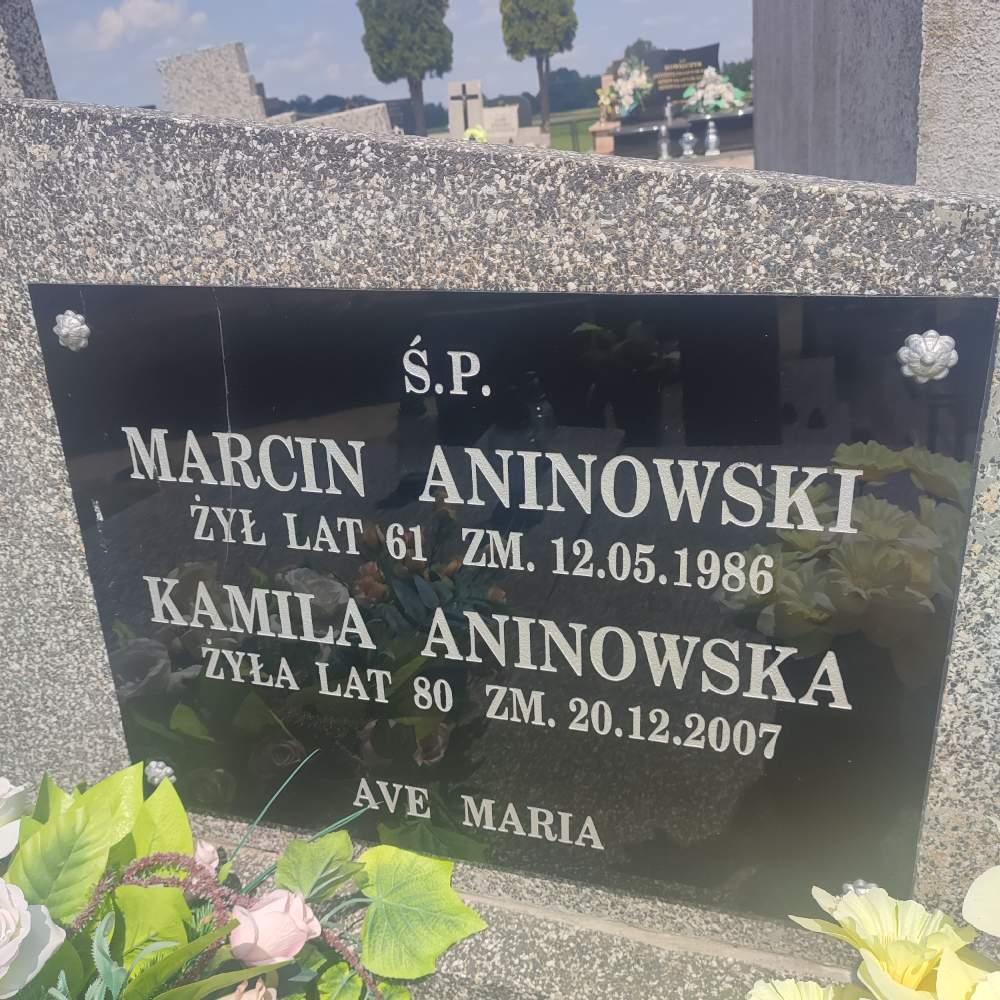 Ś.P.
MARCIN ANINOWSKI
ŻYŁ LAT 61 ZM. 12.05.1986
KAMILA ANINOWSKA
ŻYŁA LAT 80 ZM. 20.12.2007
AVE MARIA